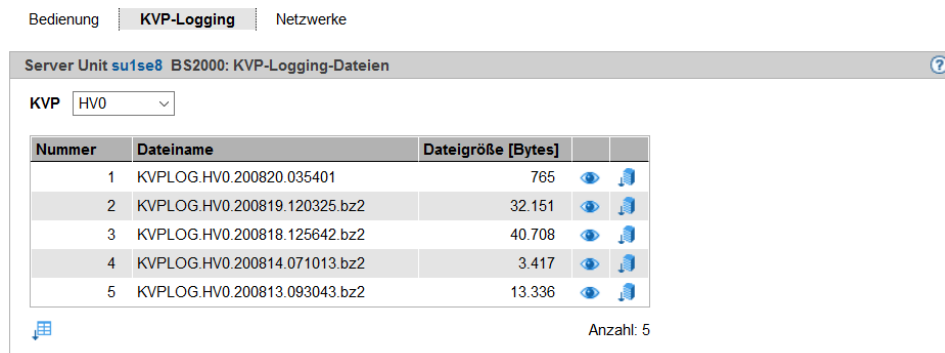 Bedienung KVP-Logging Netzwerke
Server Unit su1se8 BS2000: KVP-Logging-Dateien ?
KVP HV0
Nummer Dateiname Dateigröße [Bytes]
1 KVPLOG.HV0.200820.035401 765
2 KVPLOG.HV0.200819.120325.bz2 32.151
3 KVPLOG.HV0.200818.125642.bz2 40.708
4 KVPLOG.HV0.200814.071013.bz2 3.417
5 KVPLOG.HV0.200813.093043.bz2 13.336
Anzahl: 5